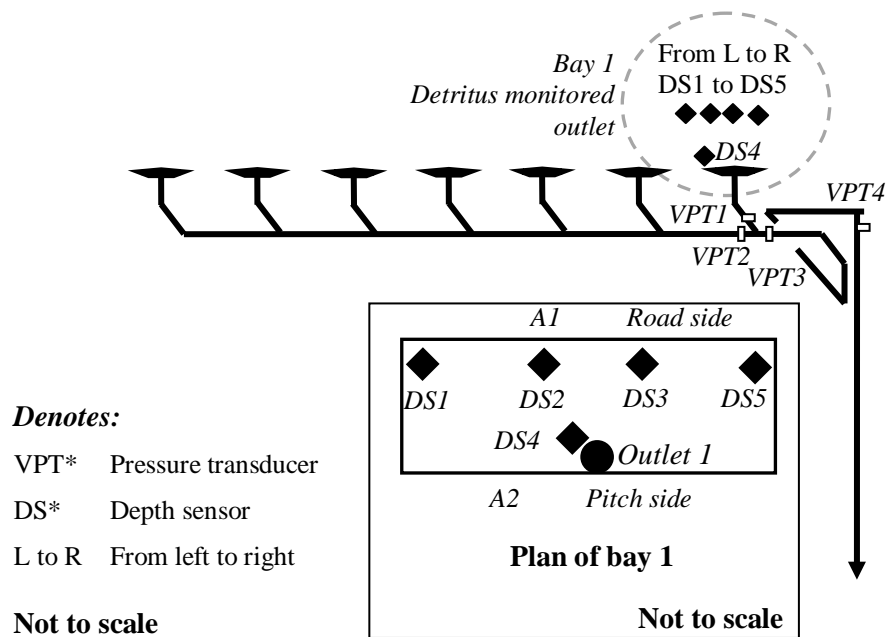 From L to R
DS1 to DS5
Bay 1
Detritus monitored
outlet
DS4
VPT4
VPT1
VPT2
VPT3
A1 Road side
DS1 DS2 DS3 DS5
DS4
Outlet 1
A2 Pitch side
Plan of bay 1
Not to scale
Denotes:
VPT* Pressure transducer
DS* Depth sensor
L to R From left to right
Not to scale